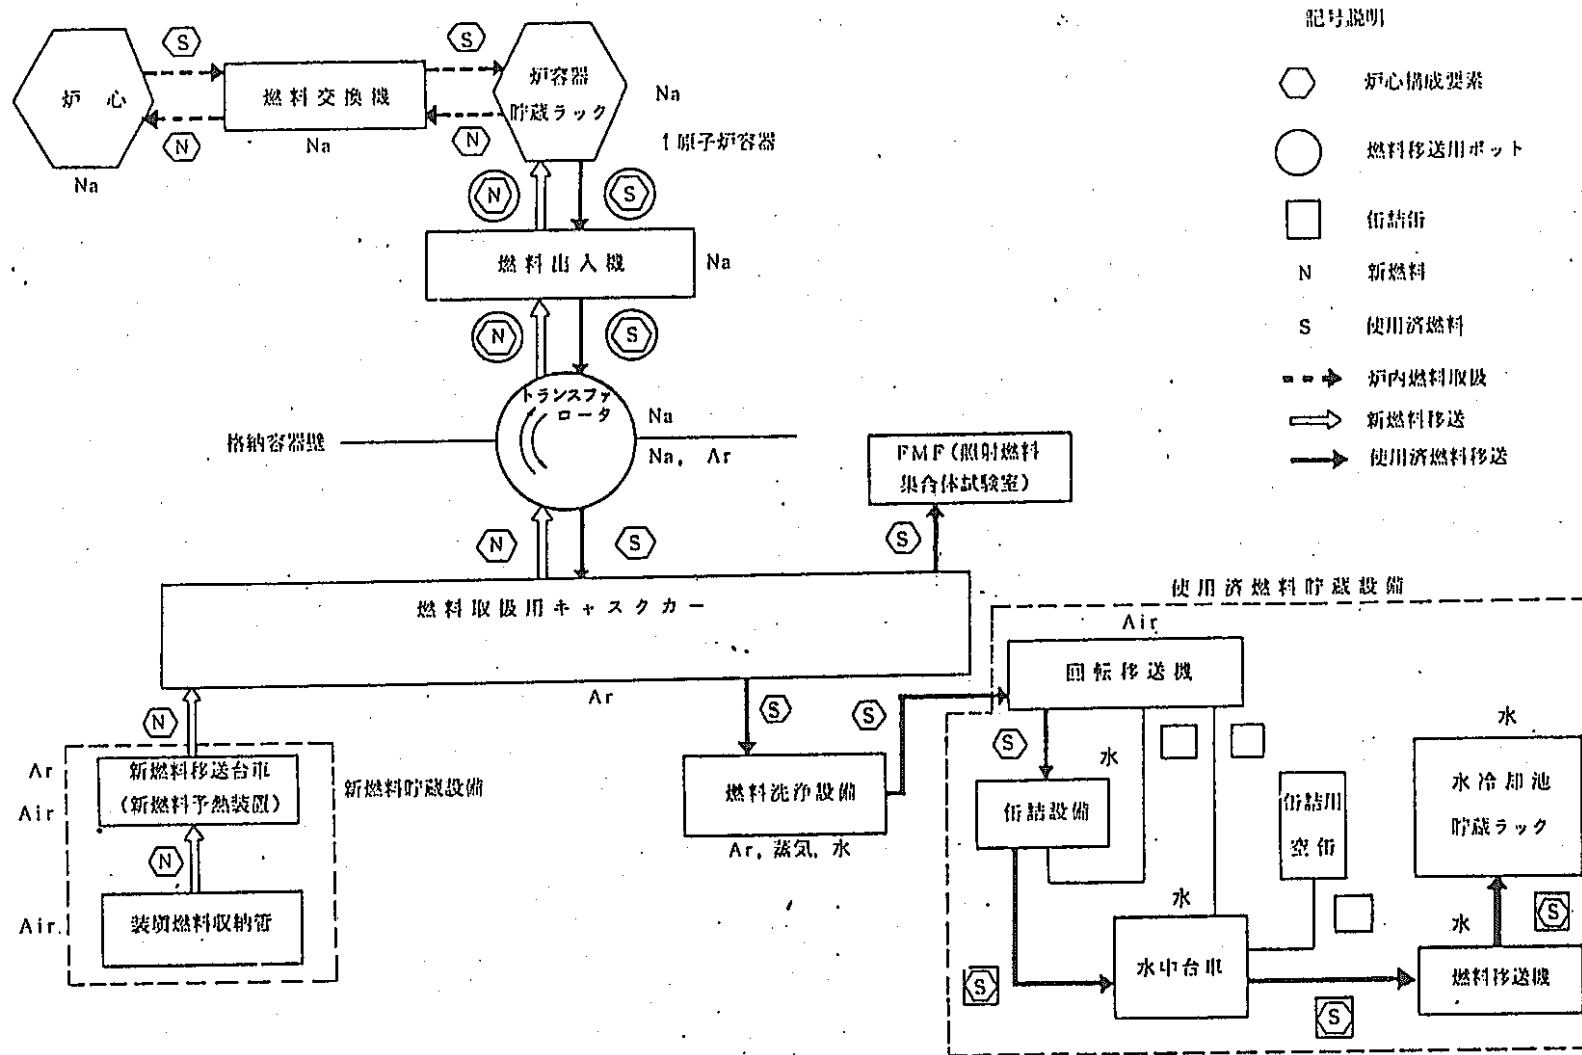 記号説明
炉心構成要素
燃料移送用ポット
缶詰缶
N 新燃料
S 使用済燃料
炉内燃料取扱
新燃料移送
使用済燃料移送
S
S
炉 心
燃料交換機
炉容器
貯蔵ラック
Na
N
N
Na
Na
↑原子炉容器
N
S
燃料出入機
Na
N
S
トランスファ
ロータ
Na
格納容器壁
Na, Ar
FMF(照射燃料
集合体試験室)
N
S
S
燃料取扱用キャスクカー
Ar
使用済燃料貯蔵設備
Air
回転移送機
N
S
S
S
水
水
Ar
新燃料移送台車
(新燃料予熱装置)
Air
新燃料貯蔵設備
燃料洗浄設備
Ar, 蒸気, 水
缶詰設備
缶詰用
空缶
水冷却池
貯蔵ラック
N
Air
装填燃料収納管
水
水
S
S
水中台車
S
燃料移送機